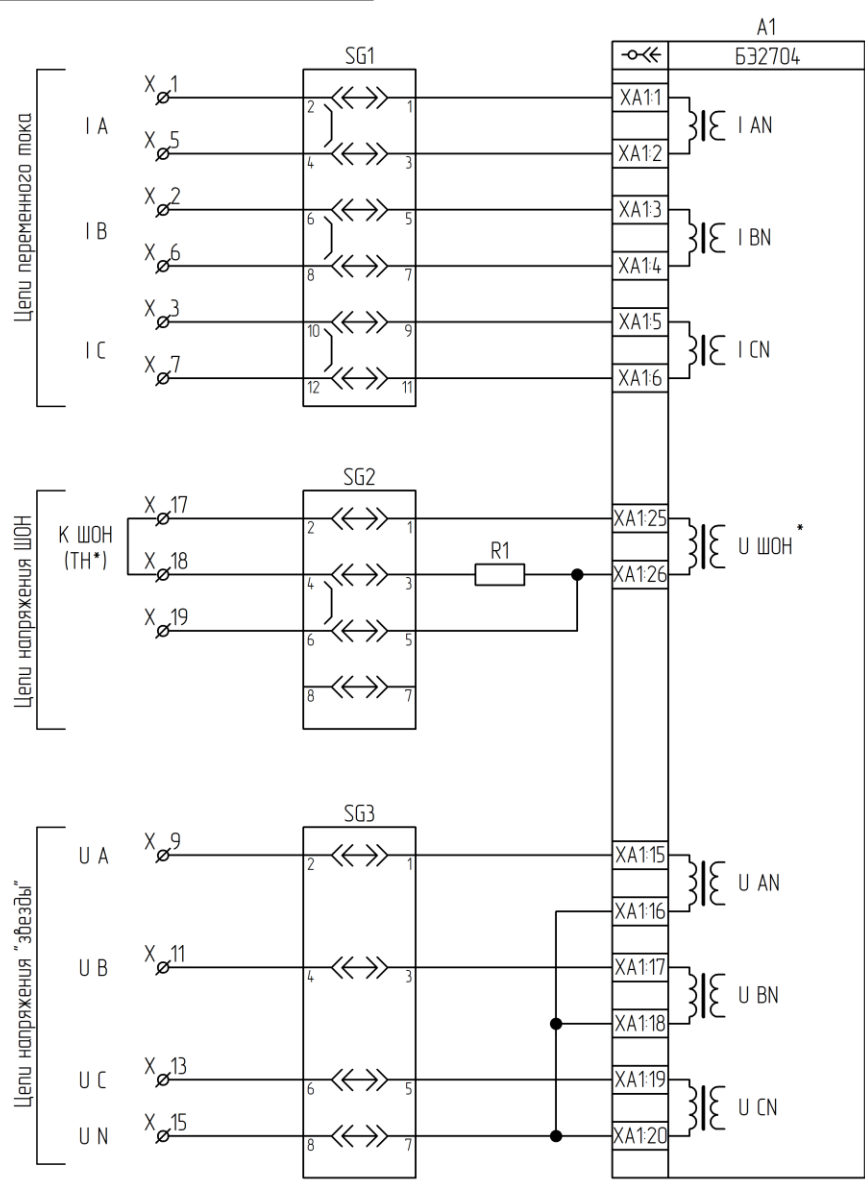 A1
SG1
БЭ2704
Цепи переменного тока
X 1
2
1
XA1:1
I A
I AN
X 5
4
3
XA1:2
X 2
6
5
XA1:3
I B
I BN
X 6
8
7
XA1:4
X 3
10
9
XA1:5
I C
I CN
X 7
12
11
XA1:6
SG2
Цепи напряжения ШОН
X 17
2
1
XA1:25
К ШОН
(ТН*)
R1
U ШОН*
X 18
4
3
XA1:26
X 19
6
5
8
7
SG3
Цепи напряжения "звезды"
U A
X 9
2
1
XA1:15
U AN
XA1:16
U B
X 11
4
3
XA1:17
U BN
XA1:18
U C
X 13
6
5
XA1:19
U CN
U N
X 15
8
7
XA1:20